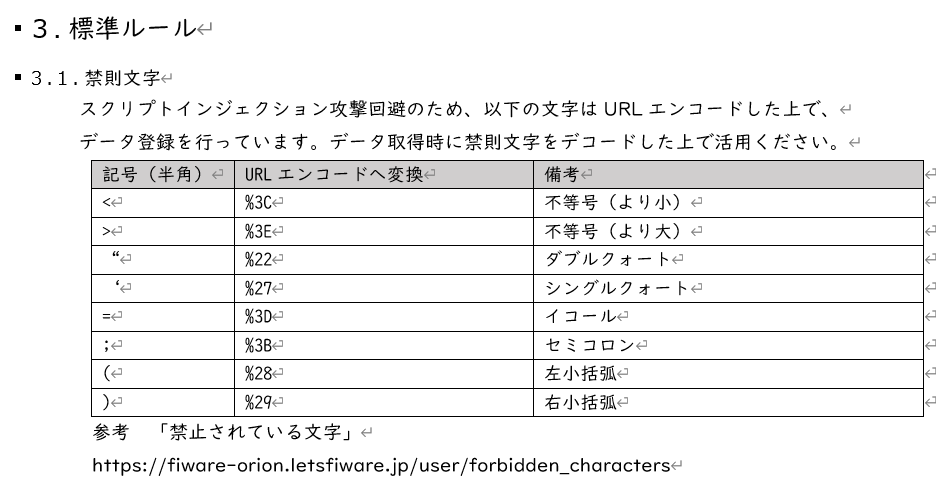 ▪ 3.標準ルール↵
▪ 3.1.禁則文字↵
スクリプトインジェクション攻撃回避のため、以下の文字は URL エンコードした上で、↵
データ登録を行っています。データ取得時に禁則文字をデコードした上で活用ください。↵
記号（半角）↵ URL エンコードへ変換↵ 備考↵ ↵
<↵ %3C↵ 不等号（より小）↵ ↵
>↵ %3E↵ 不等号（より大）↵ ↵
“↵ %22↵ ダブルクォート↵ ↵
‘↵ %27↵ シングルクォート↵ ↵
=↵ %3D↵ イコール↵ ↵
;↵ %3B↵ セミコロン↵ ↵
(↵ %28↵ 左小括弧↵ ↵
)↵ %29↵ 右小括弧↵ ↵
参考　「禁止されている文字」↵
https://fiware-orion.letsfiware.jp/user/forbidden_characters↵